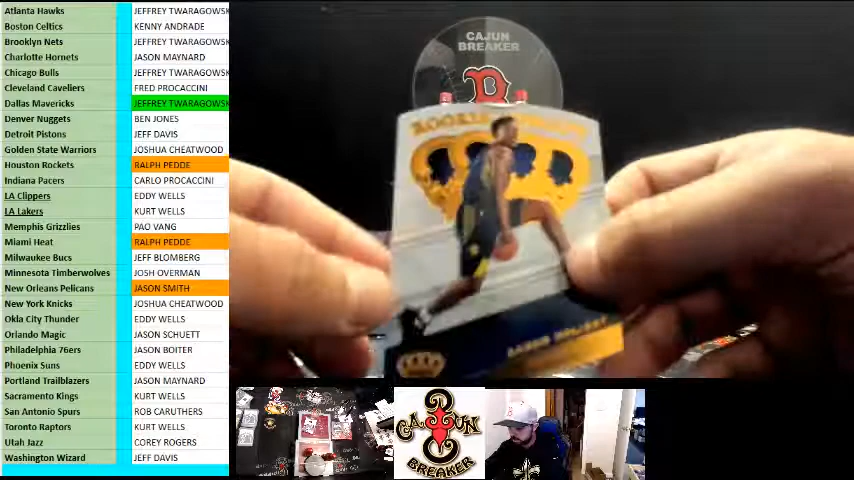 Atlanta Hawks JEFFREY TWARAGOWSK
Boston Celtics KENNY ANDRADE
Brooklyn Nets JEFFREY TWARAGOWSK
Charlotte Hornets JASON MAYNARD
Chicago Bulls JEFFREY TWARAGOWSK
Cleveland Caveliers FRED PROCACCINI
Dallas Mavericks JEFFREY TWARAGOWSK
Denver Nuggets BEN JONES
Detroit Pistons JEFF DAVIS
Golden State Warriors JOSHUA CHEATWOOD
Houston Rockets RALPH PEDDE
Indiana Pacers CARLO PROCACCINI
LA Clippers EDDY WELLS
LA Lakers KURT WELLS
Memphis Grizzlies PAO VANG
Miami Heat RALPH PEDDE
Milwaukee Bucs JEFF BLOMBERG
Minnesota Timberwolves JOSH OVERMAN
New Orleans Pelicans JASON SMITH
New York Knicks JOSHUA CHEATWOOD
Okla City Thunder EDDY WELLS
Orlando Magic JASON SCHUETT
Philadelphia 76ers JASON BOITER
Phoenix Suns EDDY WELLS
Portland Trailblazers JASON MAYNARD
Sacramento Kings KURT WELLS
San Antonio Spurs ROB CARUTHERS
Toronto Raptors KURT WELLS
Utah Jazz COREY ROGERS
Washington Wizard JEFF DAVIS
CAJUN
BREAKER
B
ROOKIE
AARON HOLIDAY
CAJUN
BREAKER